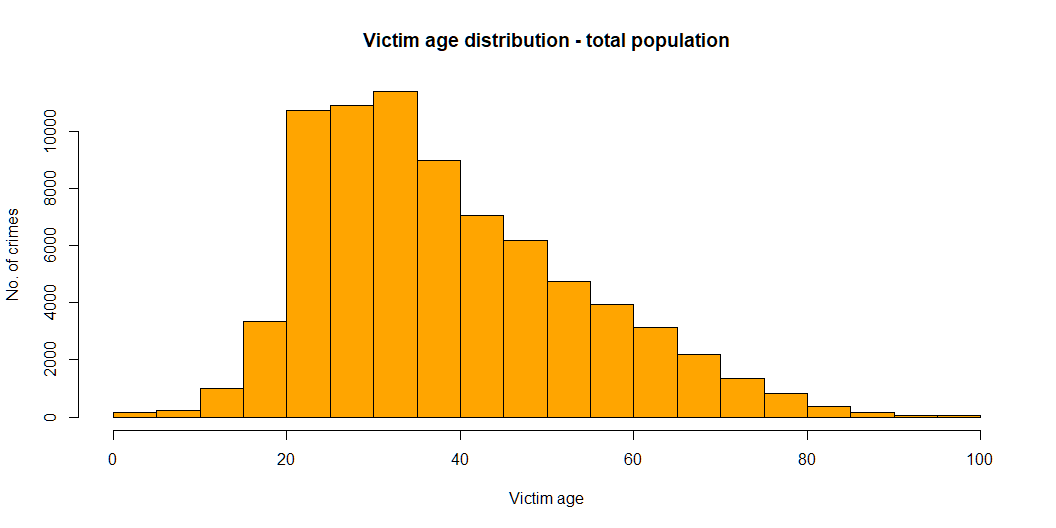 Victim age distribution - total population
No. of crimes
10000
8000
6000
4000
2000
0
0 20 40 60 80 100
Victim age